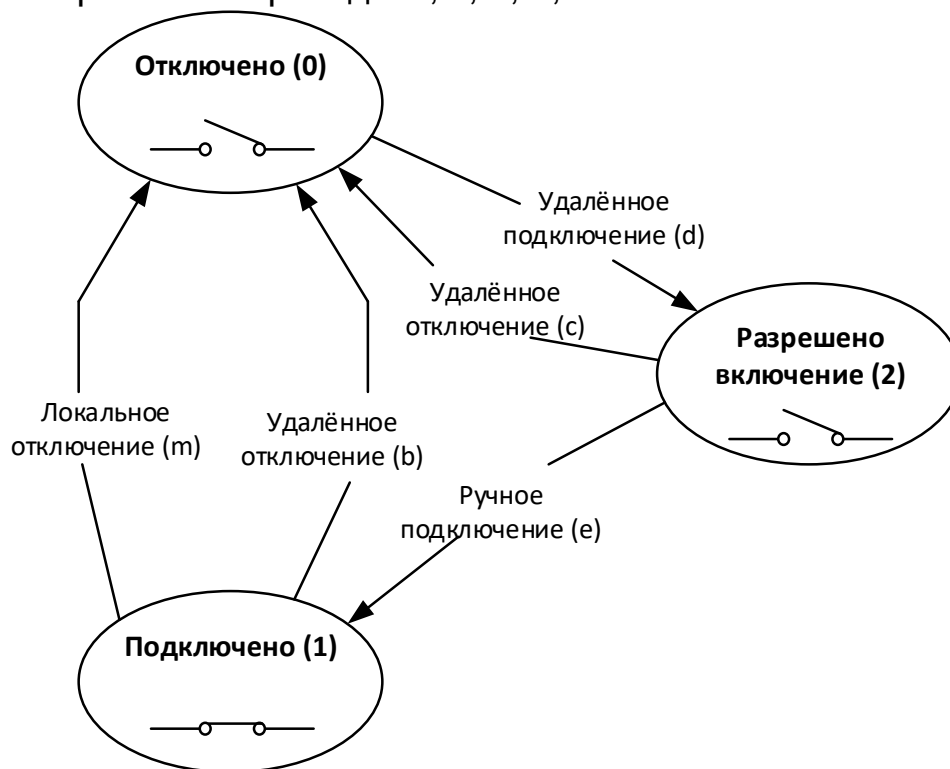 Отключено (0)
Удалённое
подключение (d)
Удалённое
отключение (c)
Разрешено
включение (2)
Локальное
отключение (m)
Удалённое
отключение (b)
Ручное
подключение (e)
Подключено (1)